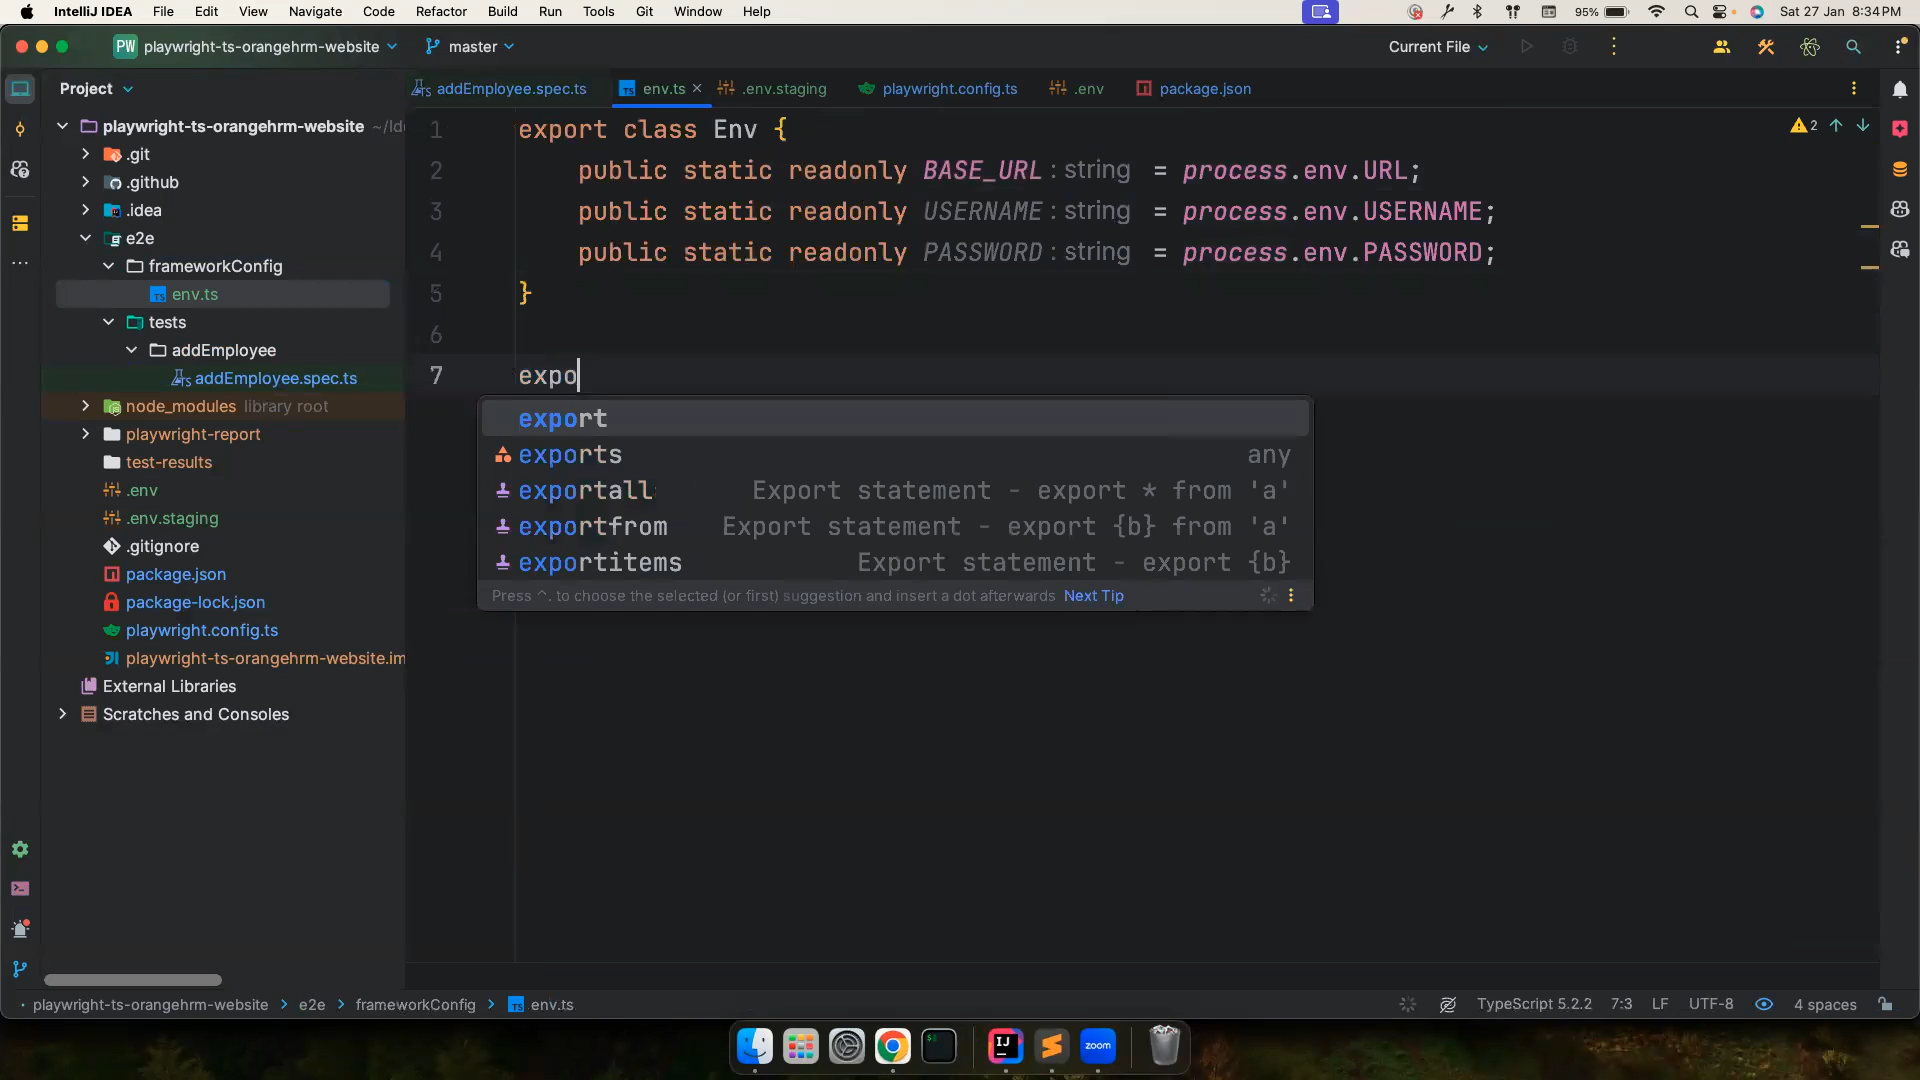 IntelliJ IDEA File Edit View Navigate Code Refactor Build Run Tools Git Window Help 95% Sat 27 Jan 8:34 PM
PW playwright-ts-orangehrm-website master Current File
Project
addEmployee.spec.ts env.ts .env.staging playwright.config.ts .env package.json
playwright-ts-orangehrm-website ~/Ide
.git
.github
.idea
e2e
frameworkConfig
env.ts
tests
addEmployee
addEmployee.spec.ts
node_modules library root
playwright-report
test-results
.env
.env.staging
.gitignore
package.json
package-lock.json
playwright.config.ts
playwright-ts-orangehrm-website.im
External Libraries
Scratches and Consoles
1 export class Env { 2
2 public static readonly BASE_URL : string = process.env.URL;
3 public static readonly USERNAME : string = process.env.USERNAME;
4 public static readonly PASSWORD : string = process.env.PASSWORD;
5 }
6
7 expo
export
exports any
exportall Export statement - export * from 'a'
exportfrom Export statement - export {b} from 'a'
exportitems Export statement - export {b}
Press ^. to choose the selected (or first) suggestion and insert a dot afterwards Next Tip
playwright-ts-orangehrm-website > e2e > frameworkConfig > env.ts TypeScript 5.2.2 7:3 LF UTF-8 4 spaces
IJ
zoom